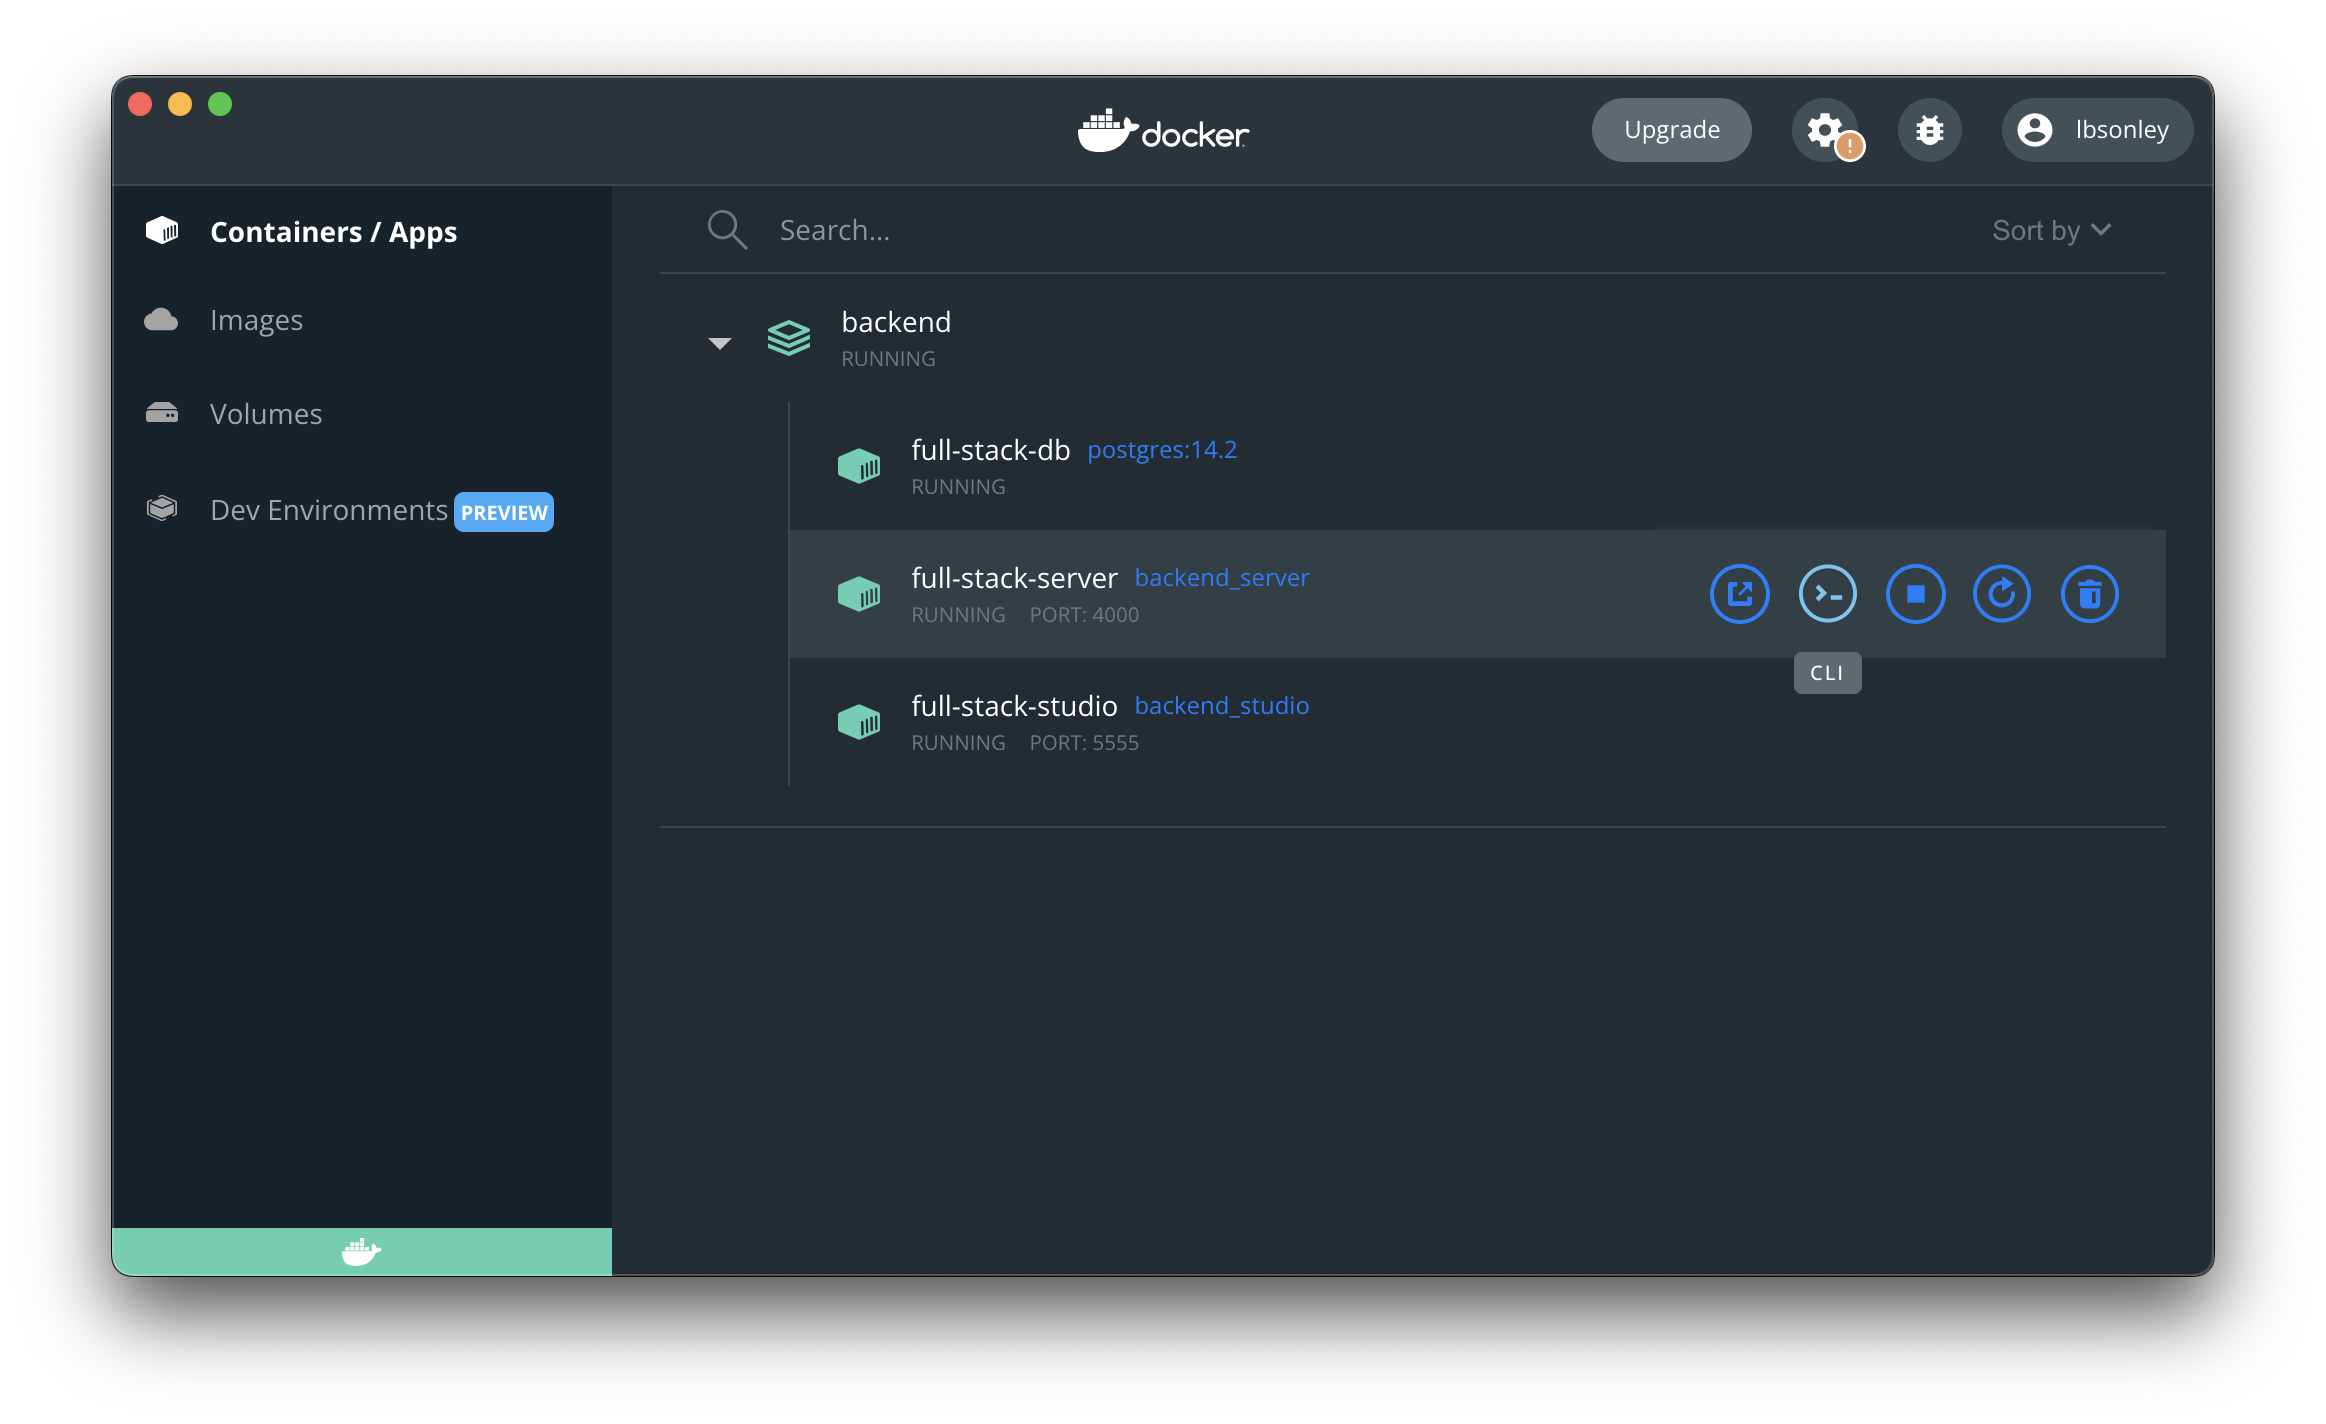 docker
Upgrade
!
lbsonley
Containers / Apps
Images
Volumes
Dev Environments PREVIEW
Search...
Sort by
backend
RUNNING
full-stack-db postgres:14.2
RUNNING
full-stack-server backend_server
RUNNING PORT: 4000
CLI
full-stack-studio backend_studio
RUNNING PORT: 5555